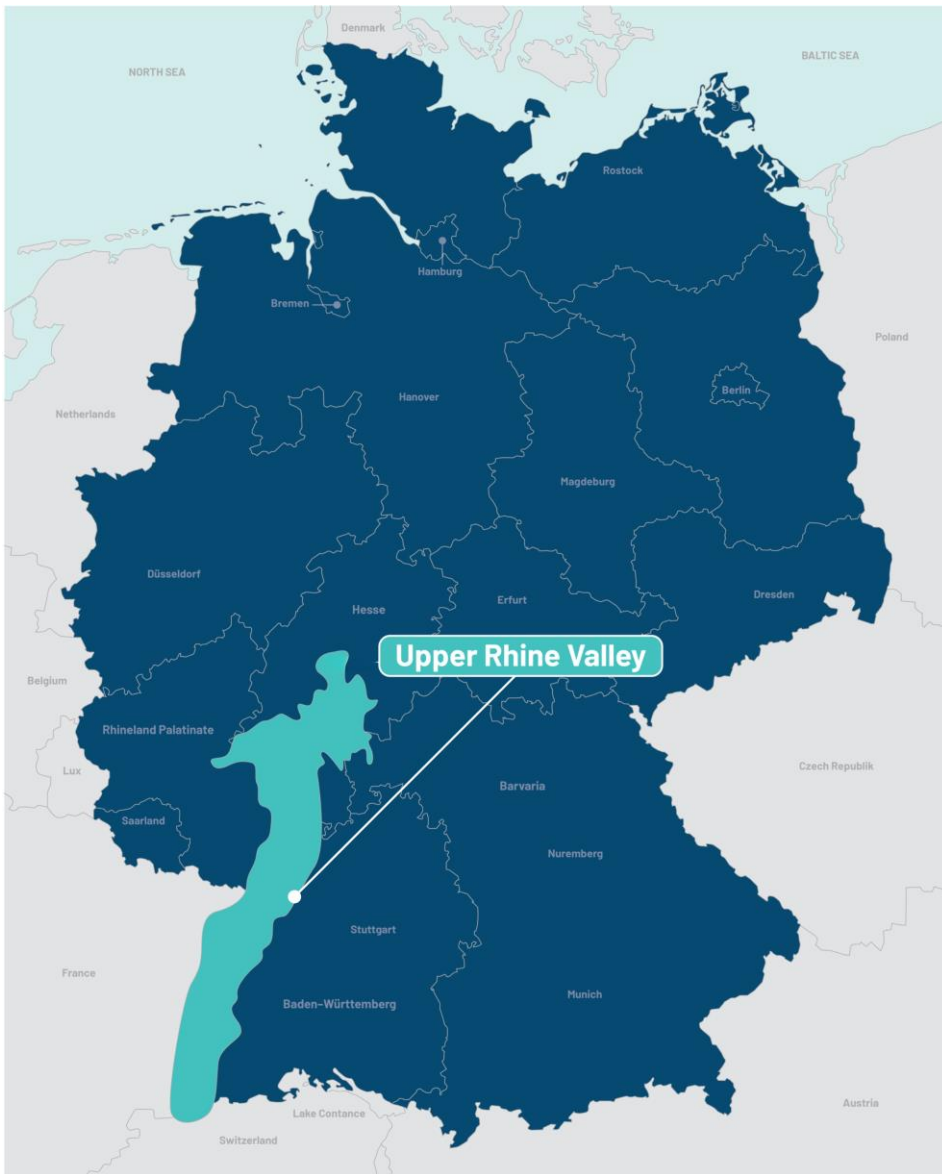 Denmark
NORTH SEA
BALTIC SEA
Rostock
Hamburg
Bremen
Poland
Berlin
Hanover
Netherlands
Magdeburg
Düsseldorf
Dresden
Hesse
Erfurt
Upper Rhine Valley
Belgium
Rhineland Palatinate
Lux
Czech Republik
Barvaria
Saarland
Nuremberg
Stuttgart
France
Munich
Baden-Württemberg
Austria
Lake Contance
Switzerland